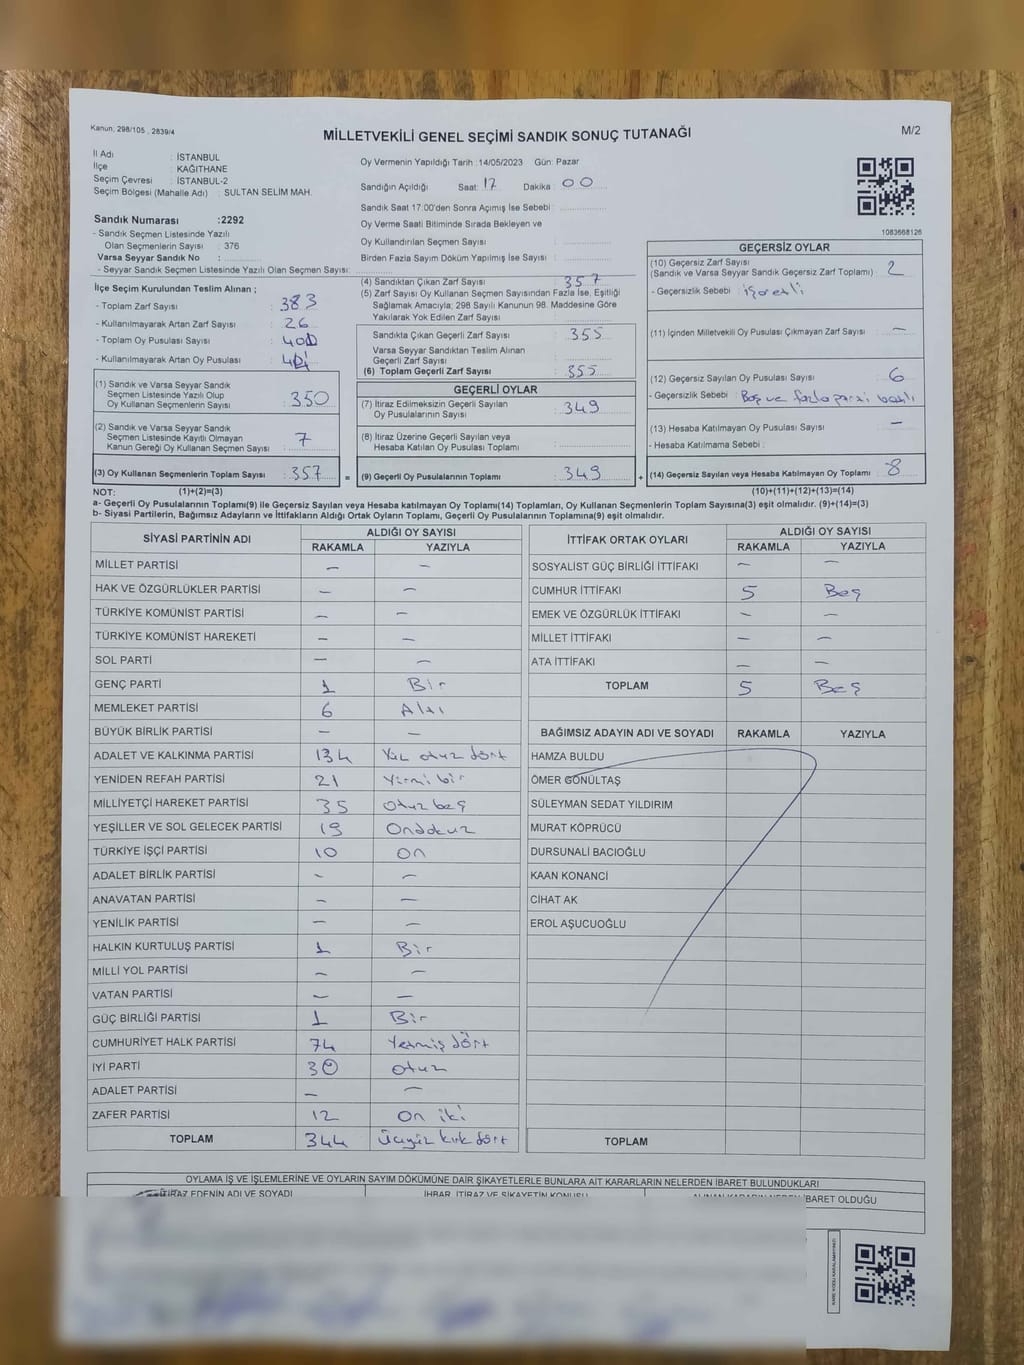 Kanun, 298/105 , 2839/4
MİLLETVEKİLİ GENEL SEÇİMİ SANDIK SONUÇ TUTANAĞI
M/2
İl Adı : İSTANBUL
İlçe : KAĞITHANE
Seçim Çevresi : İSTANBUL-2
Seçim Bölgesi (Mahalle Adı) : SULTAN SELİM MAH.
Sandık Numarası :2292
- Sandık Seçmen Listesinde Yazılı
Olan Seçmenlerin Sayısı : 376
Varsa Seyyar Sandık No :
- Seyyar Sandık Seçmen Listesinde Yazılı Olan Seçmen Sayısı:
İlçe Seçim Kurulundan Teslim Alınan ;
- Toplam Zarf Sayısı : 383
- Kullanılmayarak Artan Zarf Sayısı : 26
- Toplam Oy Pusulası Sayısı :
- Kullanılmayarak Artan Oy Pusulası :
(1) Sandık ve Varsa Seyyar Sandık
Seçmen Listesinde Yazılı Olup
Oy Kullanan Seçmenlerin Sayısı : 350
(2) Sandık ve Varsa Seyyar Sandık
Seçmen Listesinde Kayıtlı Olmayan
Kanun Gereği Oy Kullanan Seçmen Sayısı : 7
(3) Oy Kullanan Seçmenlerin Toplam Sayısı : 357 =
Oy Vermenin Yapıldığı Tarih :14/05/2023 Gün: Pazar
Sandığın Açıldığı Saat: 17 Dakika : 00
Sandık Saat 17:00'den Sonra Açımış İse Sebebi :
Oy Verme Saati Bitiminde Sırada Bekleyen ve
Oy Kullandırılan Seçmen Sayısı :
Birden Fazla Sayım Döküm Yapılmış İse Sayısı :
(4) Sandıktan Çıkan Zarf Sayısı : 357
(5) Zarf Sayısı Oy Kullanan Seçmen Sayısından Fazla İse, Eşitliği
Sağlamak Amacıyla; 298 Sayılı Kanunun 98. Maddesine Göre
Yakılarak Yok Edilen Zarf Sayısı :
Sandıkta Çıkan Geçerli Zarf Sayısı : 355
Varsa Seyyar Sandıktan Teslim Alınan
Geçerli Zarf Sayısı :
(6) Toplam Geçerli Zarf Sayısı : 355
GEÇERLİ OYLAR
(7) İtiraz Edilmeksizin Geçerli Sayılan
Oy Pusulalarının Sayısı : 349
(8) İtiraz Üzerine Geçerli Sayılan veya
Hesaba Katılan Oy Pusulası Toplamı :
(9) Geçerli Oy Pusulalarının Toplamı : 349 +
1083668126
GEÇERSİZ OYLAR
(10) Geçersiz Zarf Sayısı
(Sandık ve Varsa Seyyar Sandık Geçersiz Zarf Toplamı) : 2
- Geçersizlik Sebebi : işaretli
(11) İçinden Milletvekili Oy Pusulası Çıkmayan Zarf Sayısı : –
(12) Geçersiz Sayılan Oy Pusulası Sayısı : 6
- Geçersizlik Sebebi : Boş ve fazla parti basılı
(13) Hesaba Katılmayan Oy Pusulası Sayısı : –
- Hesaba Katılmama Sebebi :
(14) Geçersiz Sayılan veya Hesaba Katılmayan Oy Toplamı : 8
NOT: (1)+(2)=(3) (10)+(11)+(12)+(13)=(14)
a- Geçerli Oy Pusulalarının Toplamı(9) ile Geçersiz Sayılan veya Hesaba katılmayan Oy Toplamı(14) Toplamları, Oy Kullanan Seçmenlerin Toplam Sayısına(3) eşit olmalıdır. (9)+(14)=(3)
b- Siyasi Partilerin, Bağımsız Adayların ve İttifakların Aldığı Ortak Oyların Toplamı, Geçerli Oy Pusulalarının Toplamına(9) eşit olmalıdır.
SİYASİ PARTİNİN ADI ALDIĞI OY SAYISI
RAKAMLA YAZIYLA
MİLLET PARTİSİ – –
HAK VE ÖZGÜRLÜKLER PARTİSİ – –
TÜRKİYE KOMÜNİST PARTİSİ – –
TÜRKİYE KOMÜNİST HAREKETİ – –
SOL PARTİ – –
GENÇ PARTİ 1 Bir
MEMLEKET PARTİSİ 6 Altı
BÜYÜK BİRLİK PARTİSİ – –
ADALET VE KALKINMA PARTİSİ 134 Yüz otuz dört
YENİDEN REFAH PARTİSİ 21 Yirmi bir
MİLLİYETÇİ HAREKET PARTİSİ 35 Otuz beş
YEŞİLLER VE SOL GELECEK PARTİSİ 19 Ondokuz
TÜRKİYE İŞÇİ PARTİSİ 10 On
ADALET BİRLİK PARTİSİ – –
ANAVATAN PARTİSİ – –
YENİLİK PARTİSİ – –
HALKIN KURTULUŞ PARTİSİ 1 Bir
MİLLİ YOL PARTİSİ – –
VATAN PARTİSİ – –
GÜÇ BİRLİĞİ PARTİSİ 1 Bir
CUMHURİYET HALK PARTİSİ 74 Yetmiş dört
İYİ PARTİ 30 otuz
ADALET PARTİSİ – –
ZAFER PARTİSİ 12 On iki
TOPLAM 344 Üçyüz kırk dört
İTTİFAK ORTAK OYLARI ALDIĞI OY SAYISI
RAKAMLA YAZIYLA
SOSYALİST GÜÇ BİRLİĞİ İTTİFAKI – –
CUMHUR İTTİFAKI 5 Beş
EMEK VE ÖZGÜRLÜK İTTİFAKI – –
MİLLET İTTİFAKI – –
ATA İTTİFAKI – –
TOPLAM 5 Beş
BAĞIMSIZ ADAYIN ADI VE SOYADI RAKAMLA YAZIYLA
HAMZA BULDU
ÖMER GÖNÜLTAŞ
SÜLEYMAN SEDAT YILDIRIM
MURAT KÖPRÜCÜ
DURSUNALİ BACIOĞLU
KAAN KONANCİ
CİHAT AK
EROL AŞUCUOĞLU
TOPLAM
OYLAMA İŞ VE İŞLEMLERİNE VE OYLARIN SAYIM DÖKÜMÜNE DAİR ŞİKAYETLERLE BUNLARA AİT KARARLARIN NELERDEN İBARET BULUNDUKLARI
İTİRAZ EDENİN ADI VE SOYADI İHBAR, İTİRAZ VE ŞİKAYETİN KONUSU ALINAN KARARIN NEDEN İBARET OLDUĞU
KARE KODU KARALAMAYINIZ!